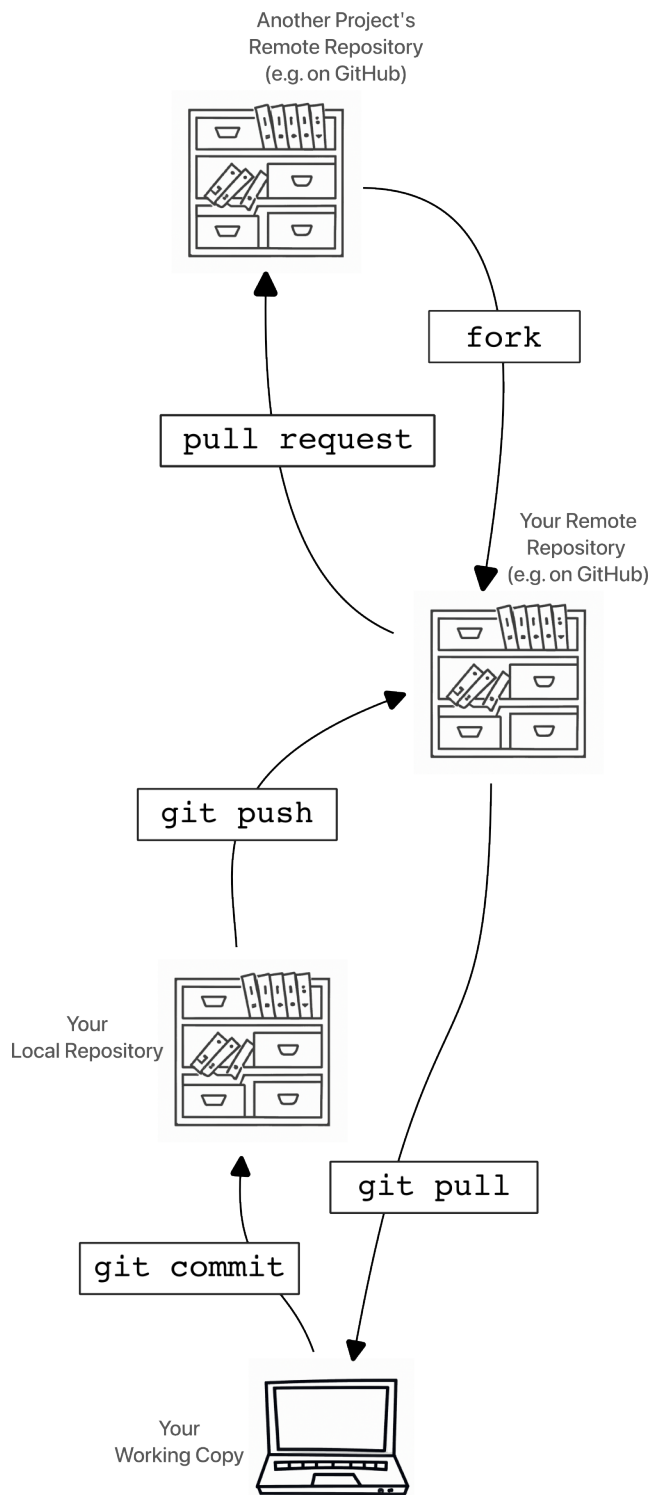 Another Project's
Remote Repository
(e.g. on GitHub)
fork
pull request
Your Remote
Repository
(e.g. on GitHub)
git push
Your
Local Repository
git pull
git commit
Your
Working Copy